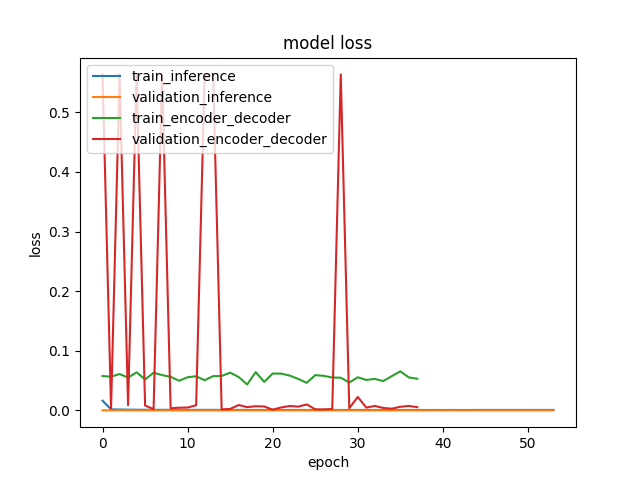 model loss
train_inference
validation_inference
train_encoder_decoder
validation_encoder_decoder
loss
0.5
0.4
0.3
0.2
0.1
0.0
0 10 20 30 40 50
epoch